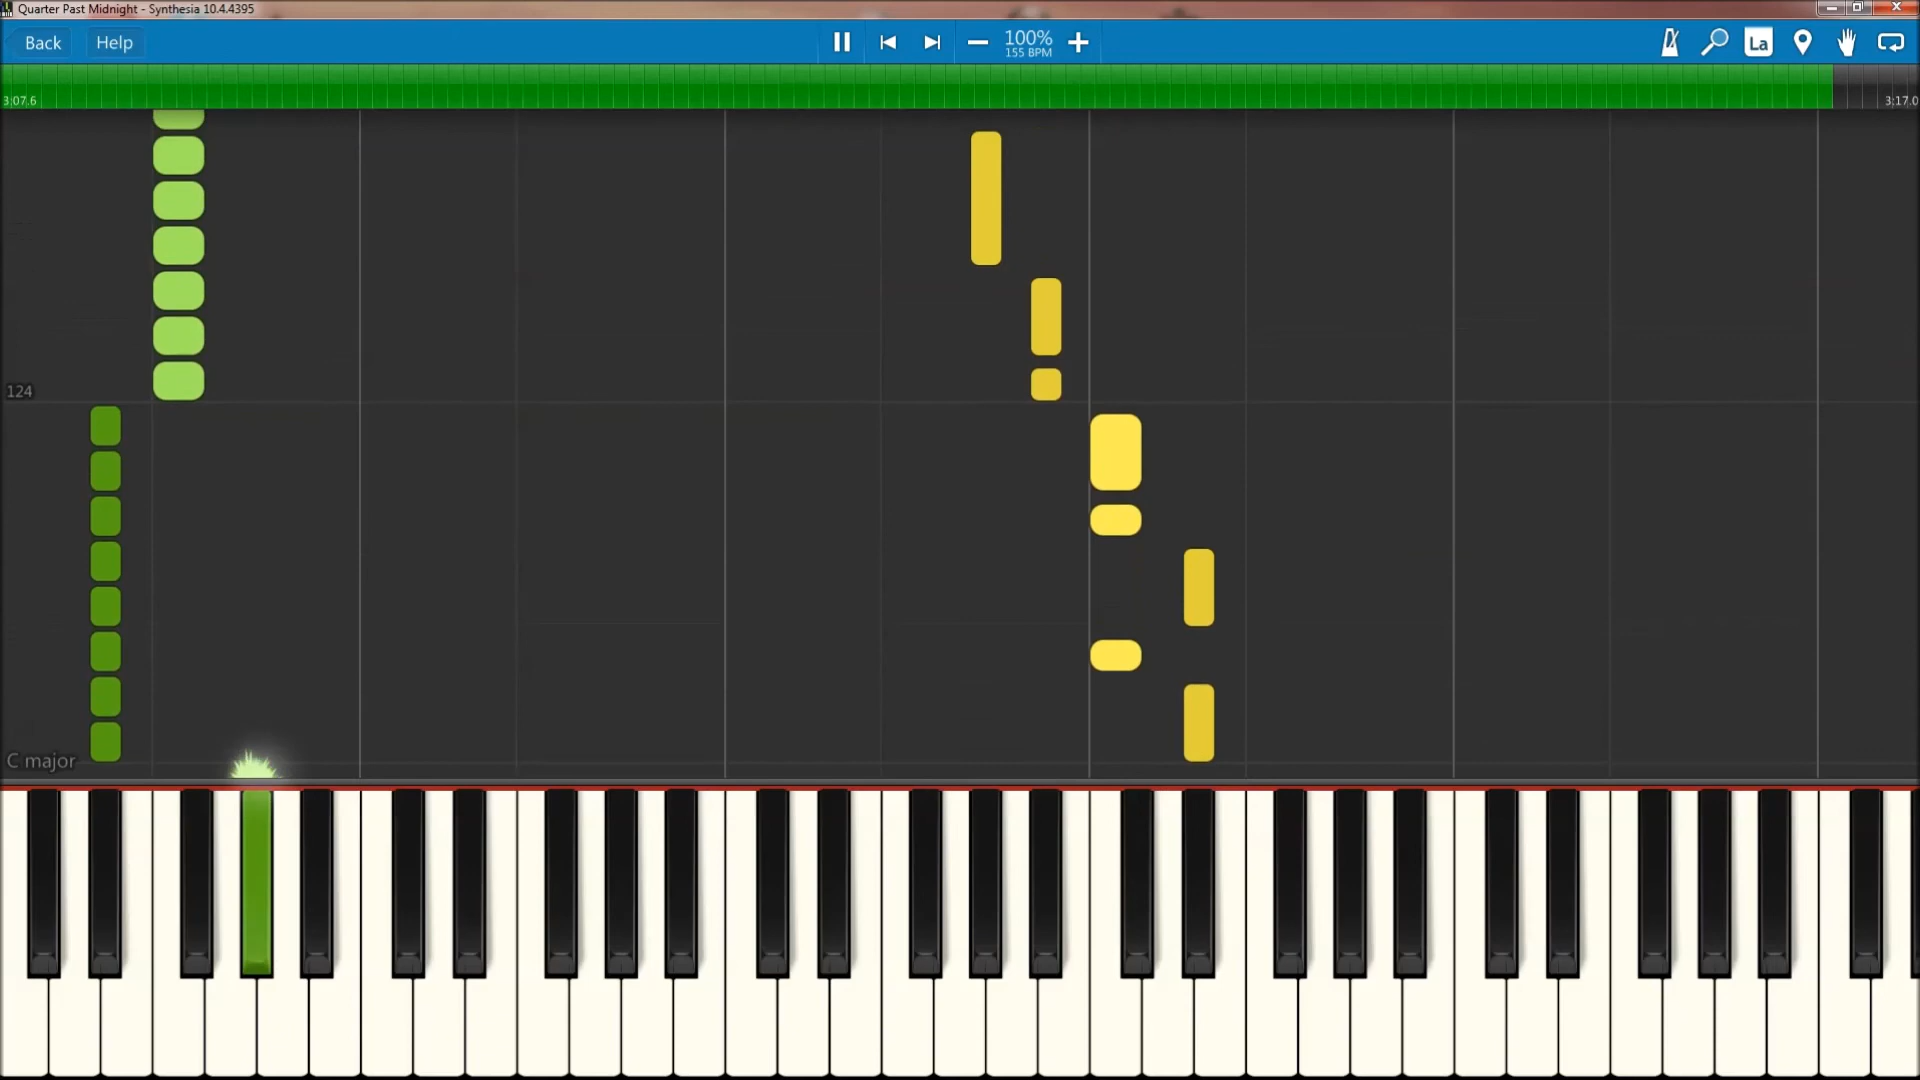 Quarter Past Midnight - Synthesia 10.4.4395
Back
Help
100%
155 BPM
La
3:07.6
3:17.0
124
C major